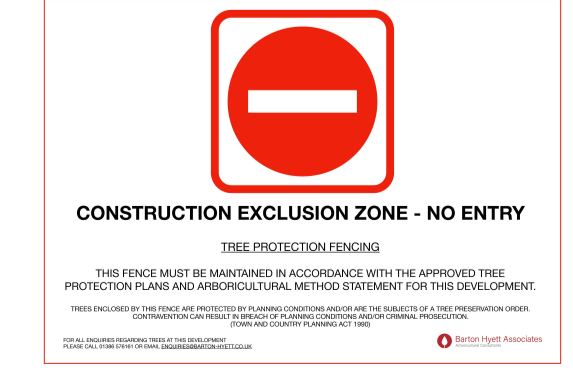 CONSTRUCTION EXCLUSION ZONE - NO ENTRY
TREE PROTECTION FENCING
THIS FENCE MUST BE MAINTAINED IN ACCORDANCE WITH THE APPROVED TREE
PROTECTION PLANS AND ARBORICULTURAL METHOD STATEMENT FOR THIS DEVELOPMENT.
TREES ENCLOSED BY THIS FENCE ARE PROTECTED BY PLANNING CONDITIONS AND/OR ARE THE SUBJECTS OF A TREE PRESERVATION ORDER.
CONTRAVENTION CAN RESULT IN BREACH OF PLANNING CONDITIONS AND/OR CRIMINAL PROSECUTION.
(TOWN AND COUNTRY PLANNING ACT 1990)
FOR ALL ENQUIRIES REGARDING TREES AT THIS DEVELOPMENT
PLEASE CALL 01386 576161 OR EMAIL ENQUIRIES@BARTON-HYETT.CO.UK
Barton Hyett Associates
Arboricultural Consultants